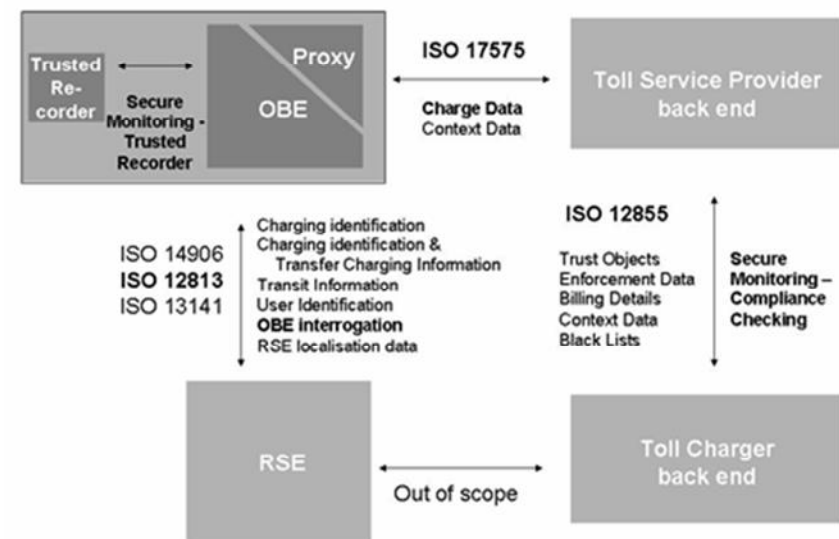 Trusted
Re-
corder
Secure
Monitoring -
Trusted
Recorder
Proxy
OBE
ISO 17575
Charge Data
Context Data
Toll Service Provider
back end
ISO 14906
ISO 12813
ISO 13141
Charging identification
Charging identification &
Transfer Charging Information
Transit Information
User Identification
OBE interrogation
RSE localisation data
ISO 12855
Trust Objects
Enforcement Data
Billing Details
Context Data
Black Lists
Secure
Monitoring –
Compliance
Checking
RSE
Out of scope
Toll Charger
back end